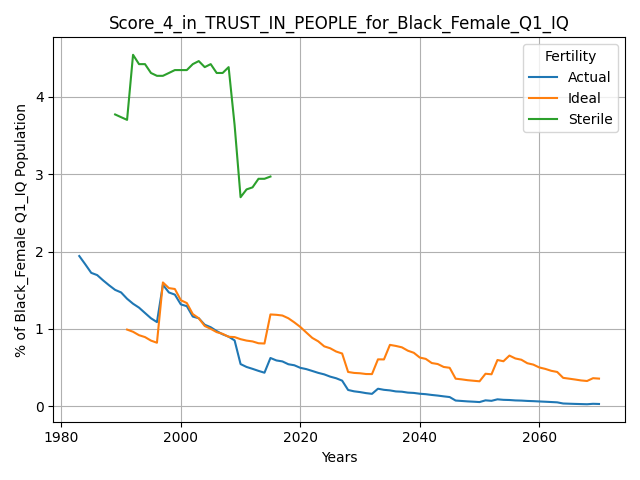 Score_4_in_TRUST_IN_PEOPLE_for_Black_Female_Q1_IQ
% of Black_Female Q1_IQ Population
Fertility
Actual
Ideal
Sterile
4
3
2
1
0
1980
2000
2020
2040
2060
Years